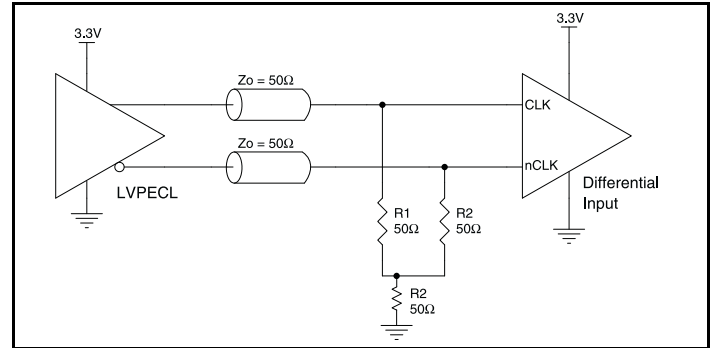 3.3V
3.3V
Zo = 50Ω
CLK
Zo = 50Ω
nCLK
LVPECL
Differential
Input
R1
50Ω
R2
50Ω
R2
50Ω